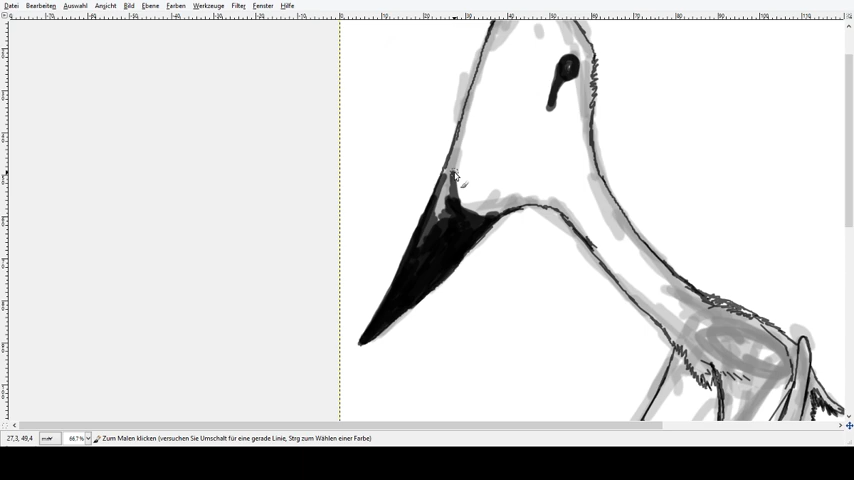 Datei Bearbeiten Auswahl Ansicht Bild Ebene Farben Werkzeuge Filter Fenster Hilfe
27,3, 49,4 mm 66.7% Zum Malen klicken (versuchen Sie Umschalt für eine gerade Linie, Strg zum Wählen einer Farbe)